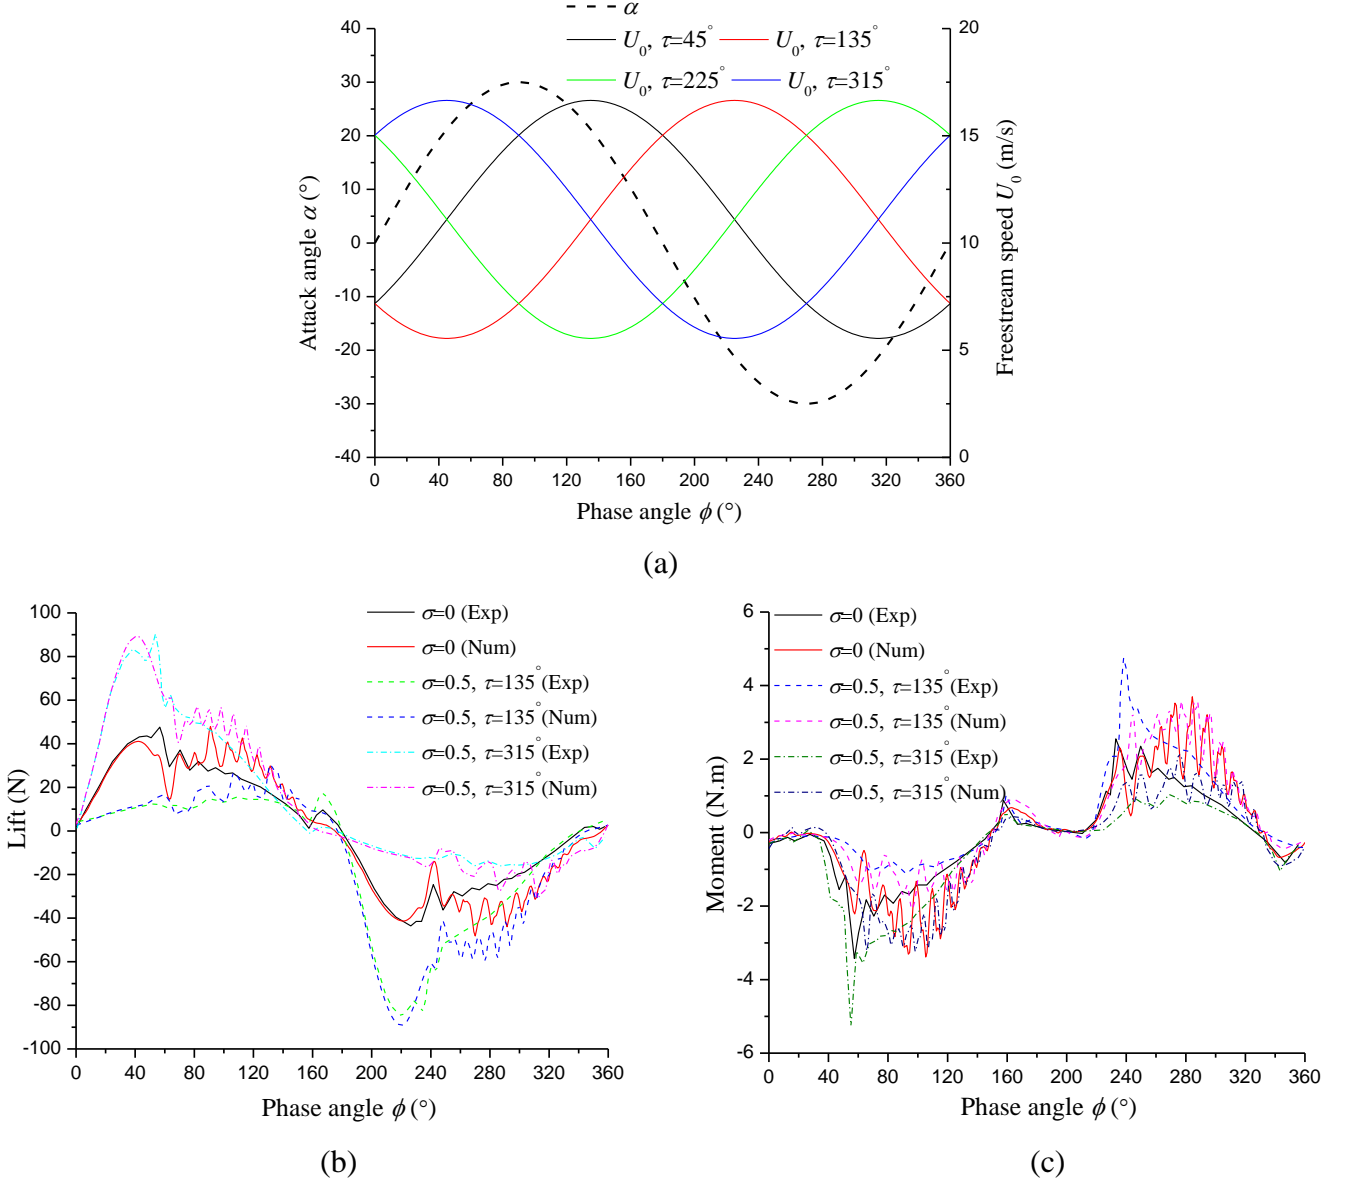 α
U₀, τ=45° U₀, τ=135°
U₀, τ=225° U₀, τ=315°
40
30
20
10
0
-10
-20
-30
-40
Attack angle α (°)
20
15
10
5
0
Freestream speed U₀ (m/s)
0 40 80 120 160 200 240 280 320 360
Phase angle ϕ (°)
(a)
σ=0 (Exp)
σ=0 (Num)
σ=0.5, τ=135° (Exp)
σ=0.5, τ=135° (Num)
σ=0.5, τ=315° (Exp)
σ=0.5, τ=315° (Num)
100
80
60
40
20
0
-20
-40
-60
-80
-100
Lift (N)
0 40 80 120 160 200 240 280 320 360
Phase angle ϕ (°)
(b)
σ=0 (Exp)
σ=0 (Num)
σ=0.5, τ=135° (Exp)
σ=0.5, τ=135° (Num)
σ=0.5, τ=315° (Exp)
σ=0.5, τ=315° (Num)
6
4
2
0
-2
-4
-6
Moment (N.m)
0 40 80 120 160 200 240 280 320 360
Phase angle ϕ (°)
(c)